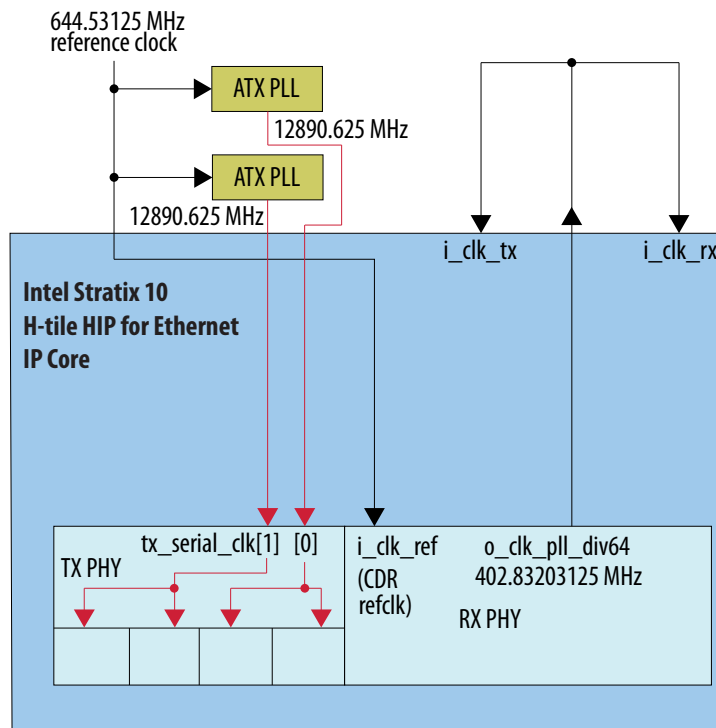 644.53125 MHz
reference clock
ATX PLL
12890.625 MHz
ATX PLL
12890.625 MHz
i_clk_tx
i_clk_rx
Intel Stratix 10
H-tile HIP for Ethernet
IP Core
tx_serial_clk[1] [0]
TX PHY
i_clk_ref
(CDR
refclk)
o_clk_pll_div64
402.83203125 MHz
RX PHY